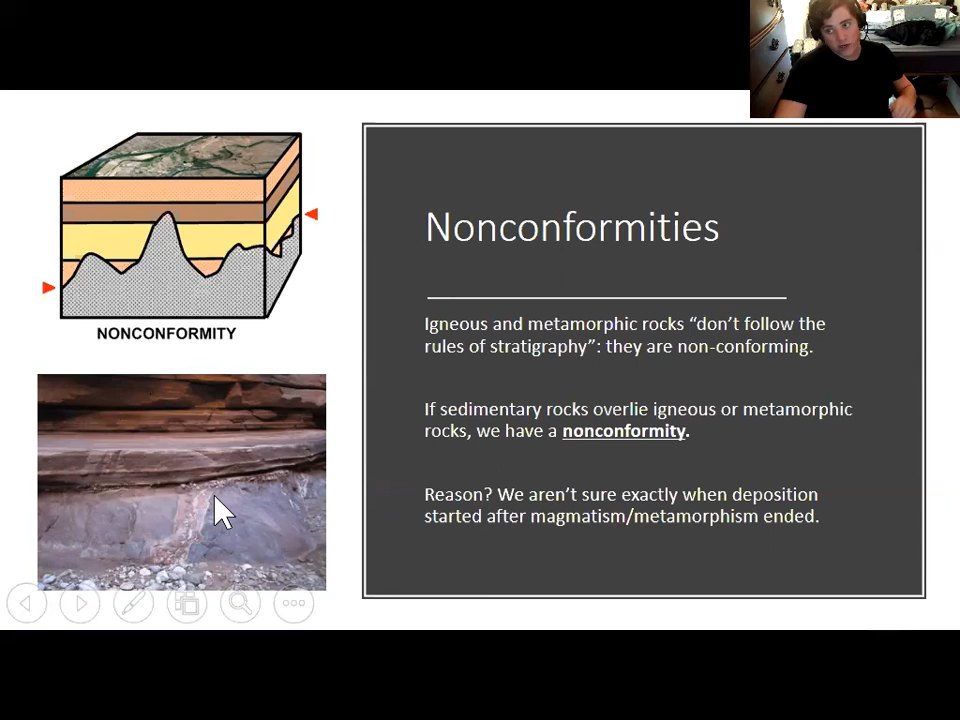 NONCONFORMITY
Nonconformities
Igneous and metamorphic rocks “don’t follow the
rules of stratigraphy”: they are non-conforming.
If sedimentary rocks overlie igneous or metamorphic
rocks, we have a nonconformity.
Reason? We aren’t sure exactly when deposition
started after magmatism/metamorphism ended.